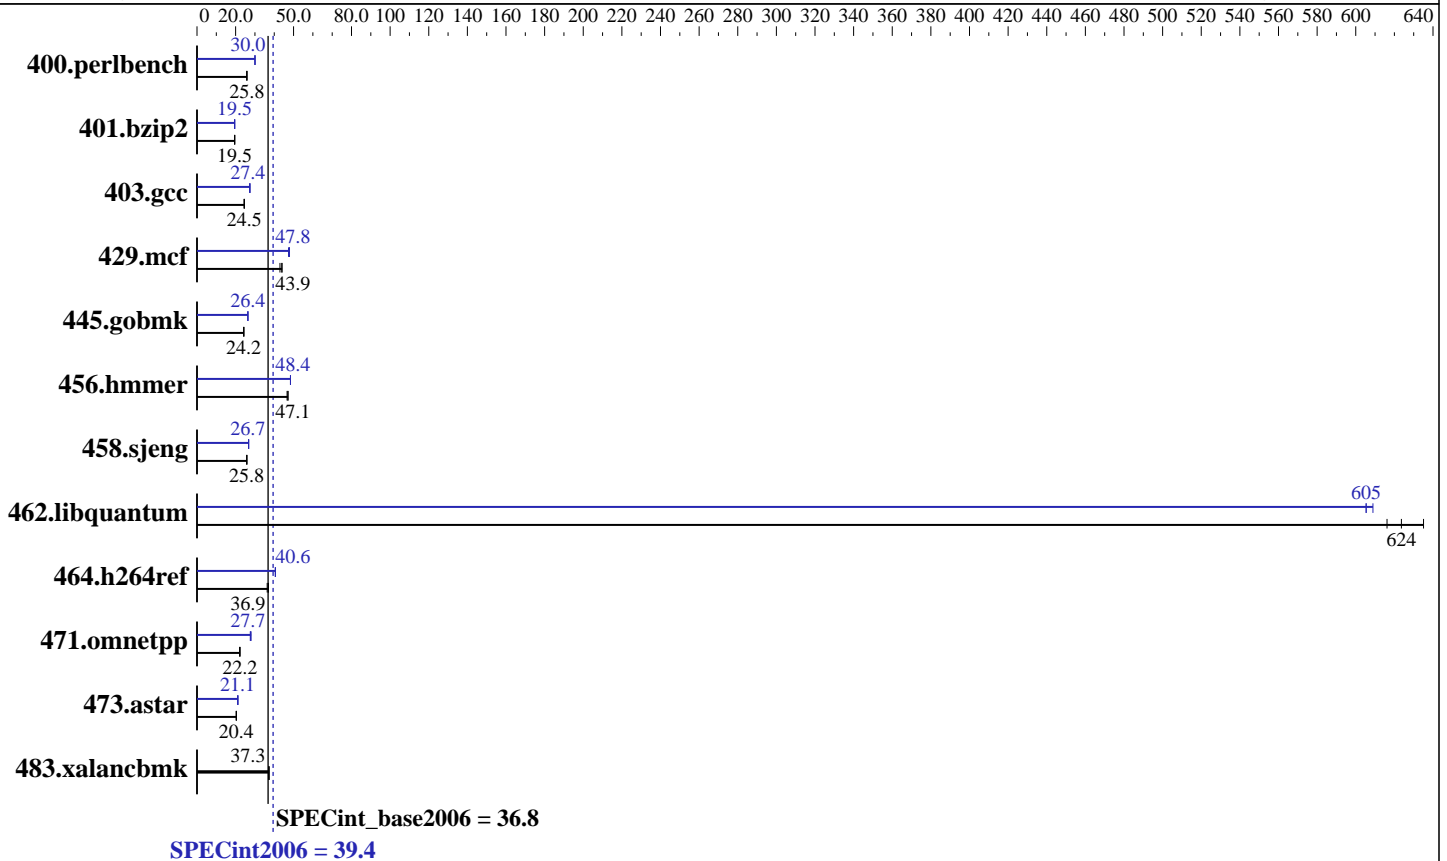 0 20.0 50.0 80.0 100 120 140 160 180 200 220 240 260 280 300 320 340 360 380 400 420 440 460 480 500 520 540 560 580 600 640
30.0
400.perlbench
25.8
19.5
401.bzip2
19.5
27.4
403.gcc
24.5
47.8
429.mcf
43.9
26.4
445.gobmk
24.2
48.4
456.hmmer
47.1
26.7
458.sjeng
25.8
605
462.libquantum
624
40.6
464.h264ref
36.9
27.7
471.omnetpp
22.2
21.1
473.astar
20.4
37.3
483.xalancbmk
SPECint_base2006 = 36.8
SPECint2006 = 39.4